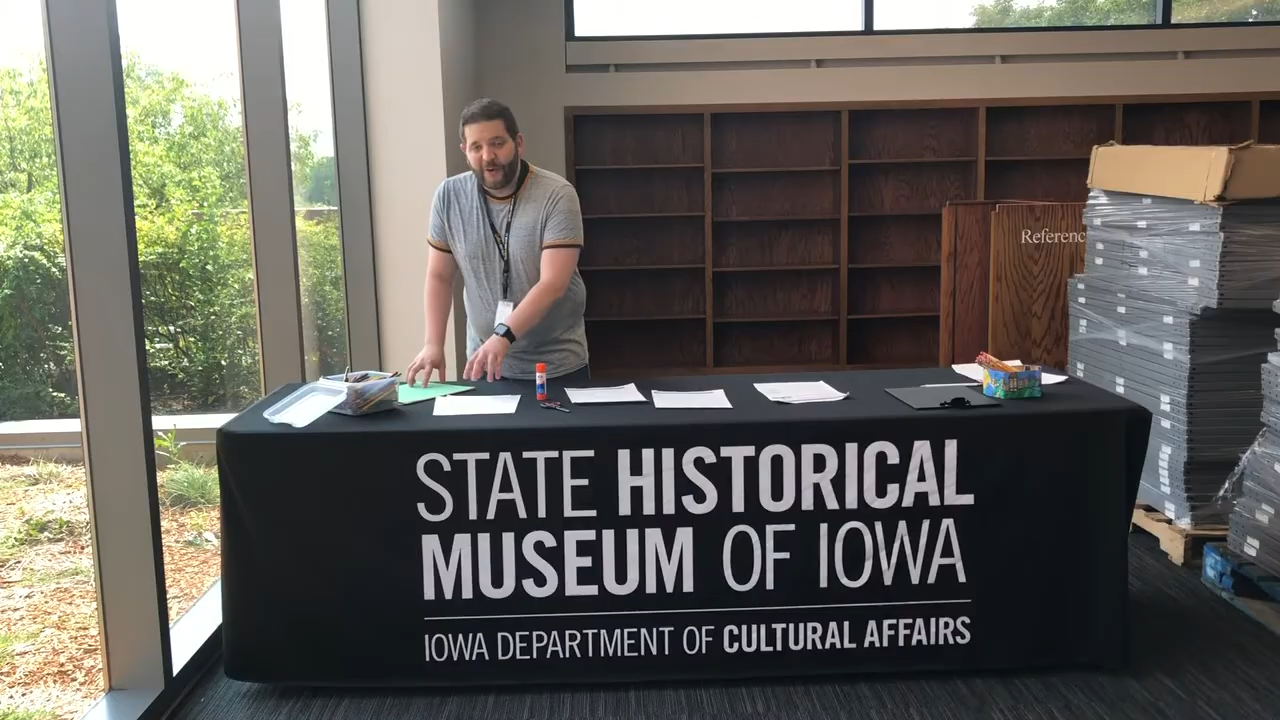 Referenc
STATE HISTORICAL
MUSEUM OF IOWA
IOWA DEPARTMENT OF CULTURAL AFFAIRS